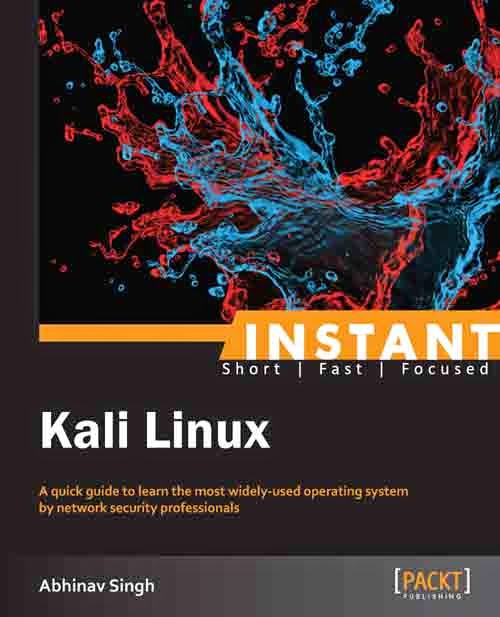 INSTANT
Short | Fast | Focused
Kali Linux
A quick guide to learn the most widely-used operating system
by network security professionals
Abhinav Singh
[PACKT]
PUBLISHING